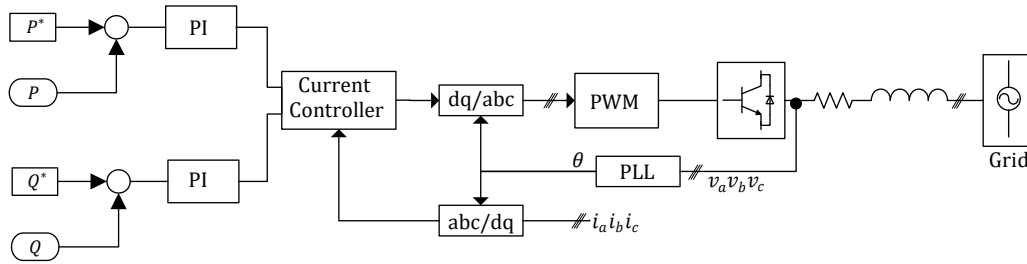 P*
PI
P
Current
Controller
dq/abc
PWM
Grid
θ
PLL
v_a v_b v_c
Q*
PI
abc/dq
i_a i_b i_c
Q